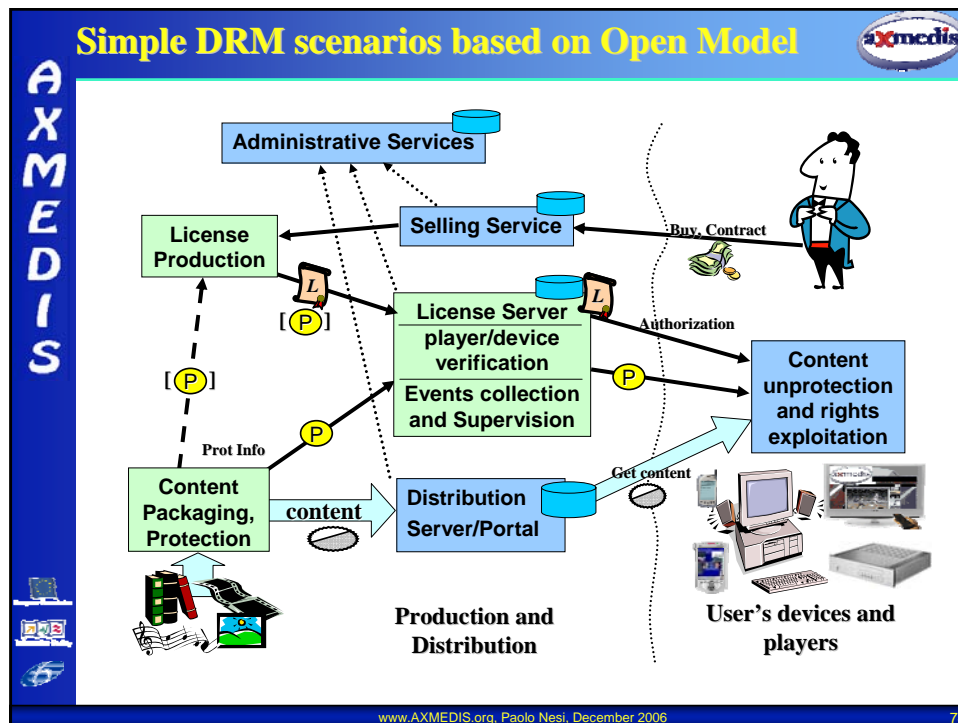 Simple DRM scenarios based on Open Model
axmedis
AXMEDIS
Administrative Services
Selling Service
Buy, Contract
License
Production
L
[P]
License Server
player/device
verification
Events collection
and Supervision
L
Authorization
P
Content
unprotection
and rights
exploitation
[P]
P
Prot Info
Content
Packaging,
Protection
content
Distribution
Server/Portal
Get content
axmedis
Production and
Distribution
User's devices and
players
www.AXMEDIS.org, Paolo Nesi, December 2006
7